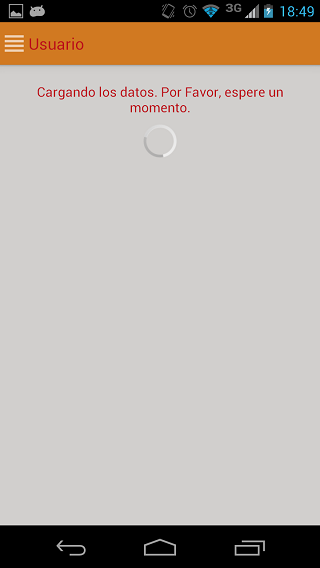 3G 18:49
Usuario
Cargando los datos. Por Favor, espere un
momento.